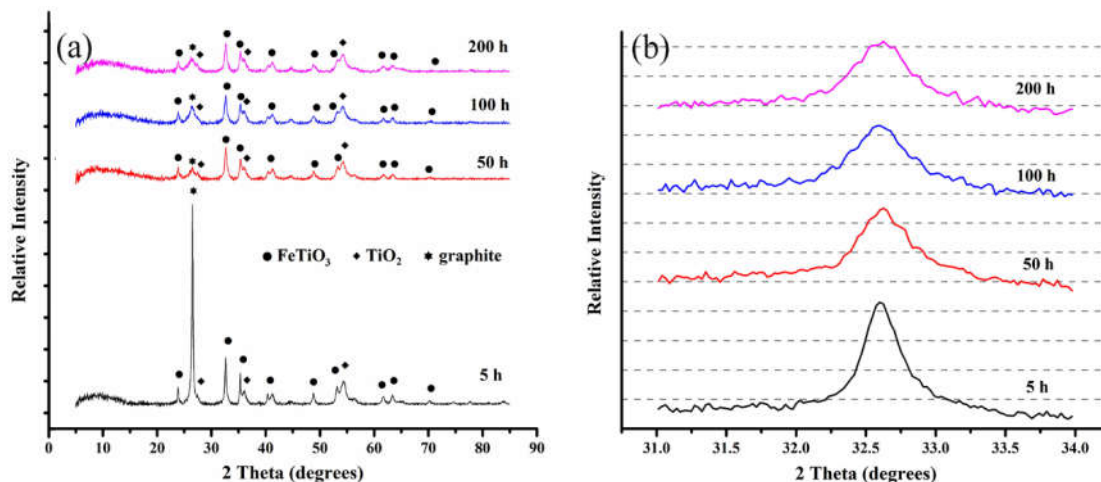 (a)
200 h
100 h
50 h
● FeTiO₃ ◆ TiO₂ ✷ graphite
5 h
Relative Intensity
0 10 20 30 40 50 60 70 80 90
2 Theta (degrees)
(b)
200 h
100 h
50 h
5 h
Relative Intensity
31.0 31.5 32.0 32.5 33.0 33.5 34.0
2 Theta (degrees)